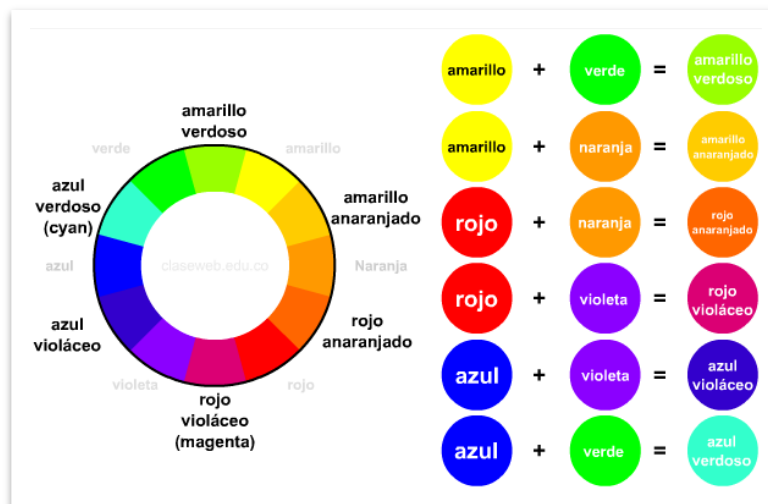 amarillo
verdoso
verde
amarillo
azul
verdoso
(cyan)
amarillo
anaranjado
azul
claseweb.edu.co
Naranja
azul
violáceo
rojo
anaranjado
violeta
rojo
rojo
violáceo
(magenta)
amarillo + verde = amarillo
verdoso
amarillo + naranja = amarillo
anaranjado
rojo + naranja = rojo
anaranjado
rojo + violeta = rojo
violáceo
azul + violeta = azul
violáceo
azul + verde = azul
verdoso